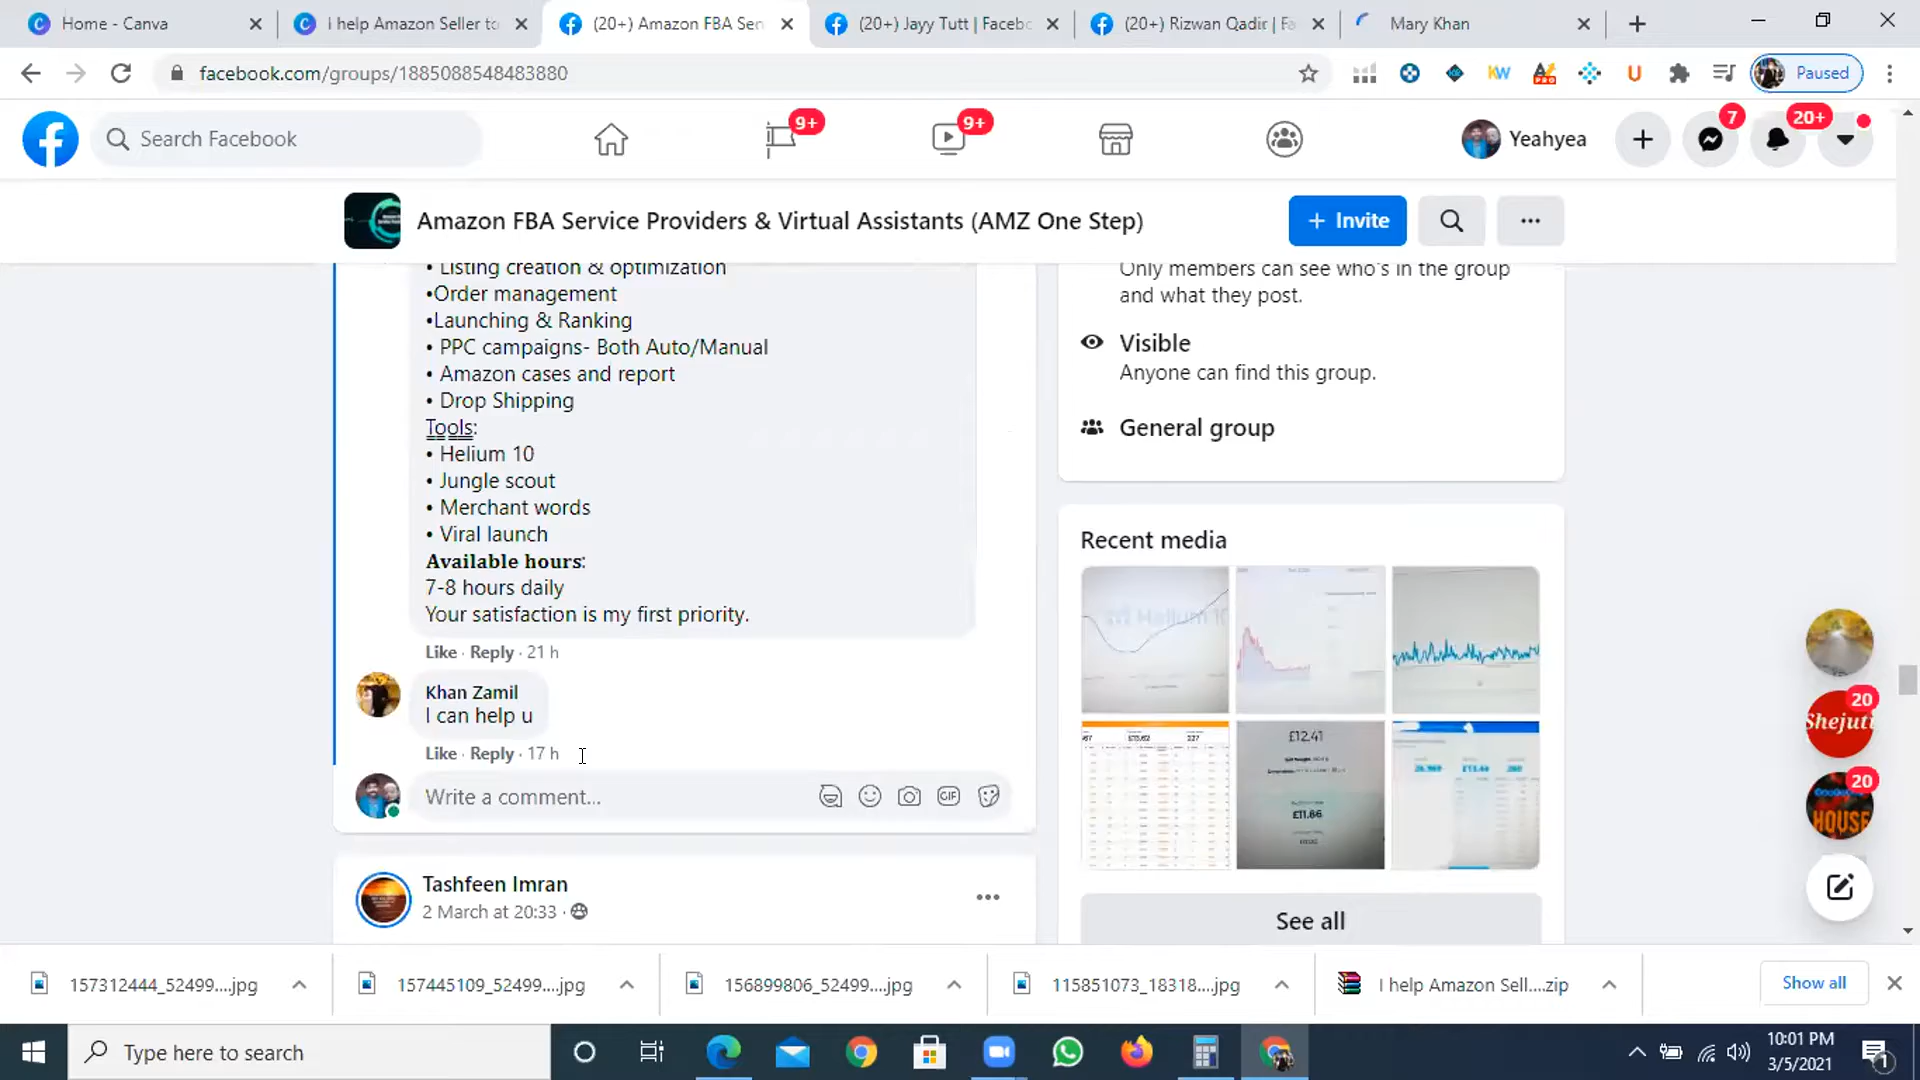 Home - Canva
I help Amazon Seller to
(20+) Amazon FBA Ser
(20+) Jayy Tutt | Facebo
(20+) Rizwan Qadir | Fa
Mary Khan
facebook.com/groups/1885088548483880
KW
PRO
U
Paused
Search Facebook
9+
9+
Yeahyea
7
20+
Amazon FBA Service Providers & Virtual Assistants (AMZ One Step)
+ Invite
• Listing creation & optimization
•Order management
•Launching & Ranking
• PPC campaigns- Both Auto/Manual
• Amazon cases and report
• Drop Shipping
Tools:
• Helium 10
• Jungle scout
• Merchant words
• Viral launch
Available hours:
7-8 hours daily
Your satisfaction is my first priority.
Like · Reply · 21 h
Khan Zamil
I can help u
Like · Reply · 17 h
Write a comment...
GIF
Tashfeen Imran
2 March at 20:33 ·
Only members can see who's in the group
and what they post.
Visible
Anyone can find this group.
General group
Recent media
£12.41
£11.66
See all
20
Shejuti
20
HOUSE
157312444_52499....jpg
157445109_52499....jpg
156899806_52499....jpg
115851073_18318....jpg
I help Amazon Sell....zip
Show all
Type here to search
10:01 PM
3/5/2021
1